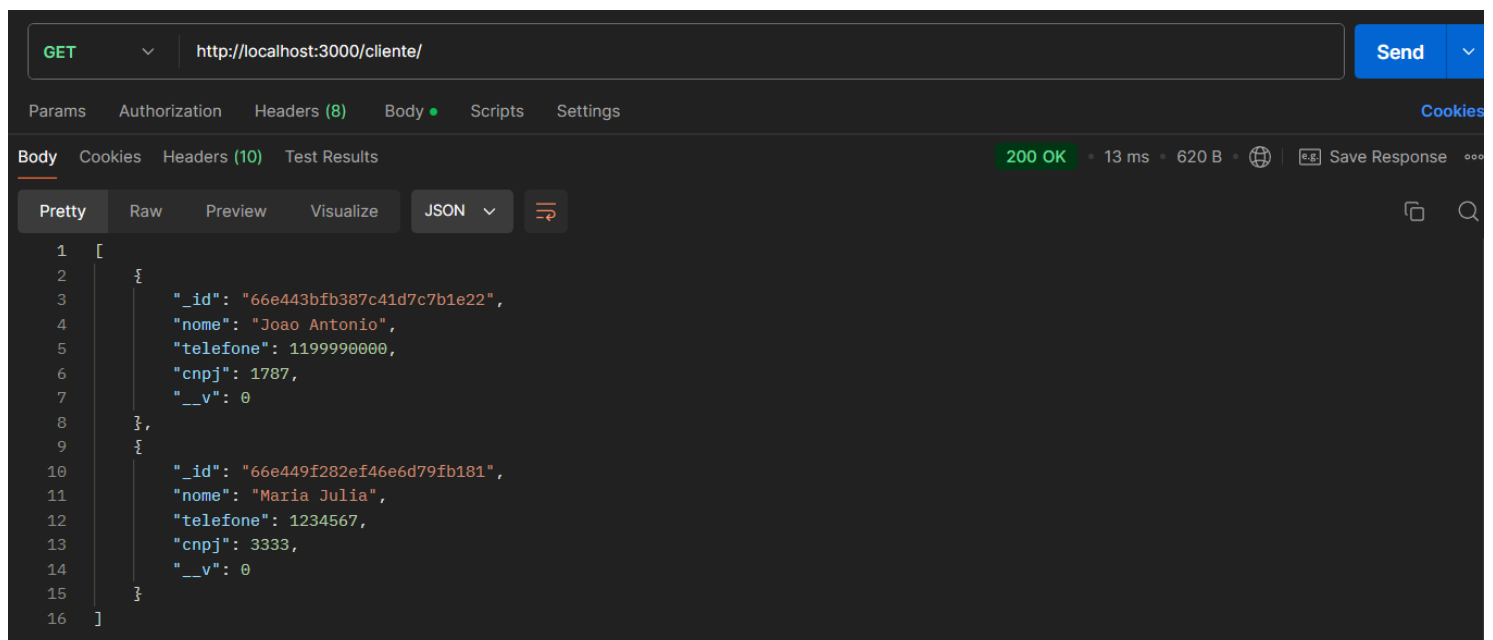 GET http://localhost:3000/cliente/ Send
Params Authorization Headers (8) Body Scripts Settings Cookies
Body Cookies Headers (10) Test Results 200 OK 13 ms 620 B e.g. Save Response
Pretty Raw Preview Visualize JSON
1 [
2 {
3 "_id": "66e443bfb387c41d7c7b1e22",
4 "nome": "Joao Antonio",
5 "telefone": 1199990000,
6 "cnpj": 1787,
7 "__v": 0
8 },
9 {
10 "_id": "66e449f282ef46e6d79fb181",
11 "nome": "Maria Julia",
12 "telefone": 1234567,
13 "cnpj": 3333,
14 "__v": 0
15 }
16 ]